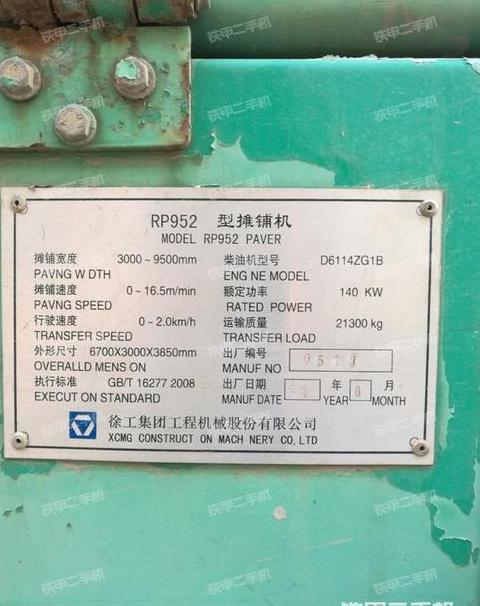 RP952 型摊铺机
MODEL RP952 PAVER
摊铺宽度 3000～9500mm 柴油机型号 D6114ZG1B
PAVNG W DTH ENG NE MODEL
摊铺速度 0～16.5m/min 额定功率 140 KW
PAVNG SPEED RATED POWER
行驶速度 0～2.0km/h 运输质量 21300 kg
TRANSFER SPEED TRANSFER LOAD
外形尺寸 6700X3000X3850mm 出厂编号
OVERALLD MENS ON MANUF NO
执行标准 GB/T 16277 2008 出厂日期 年 月
EXECUT ON STANDARD MANUF DATE YEAR MONTH
徐工集团工程机械股份有限公司
XCMG CONSTRUCT ON MACH NERY CO,LTD
铁甲二手机